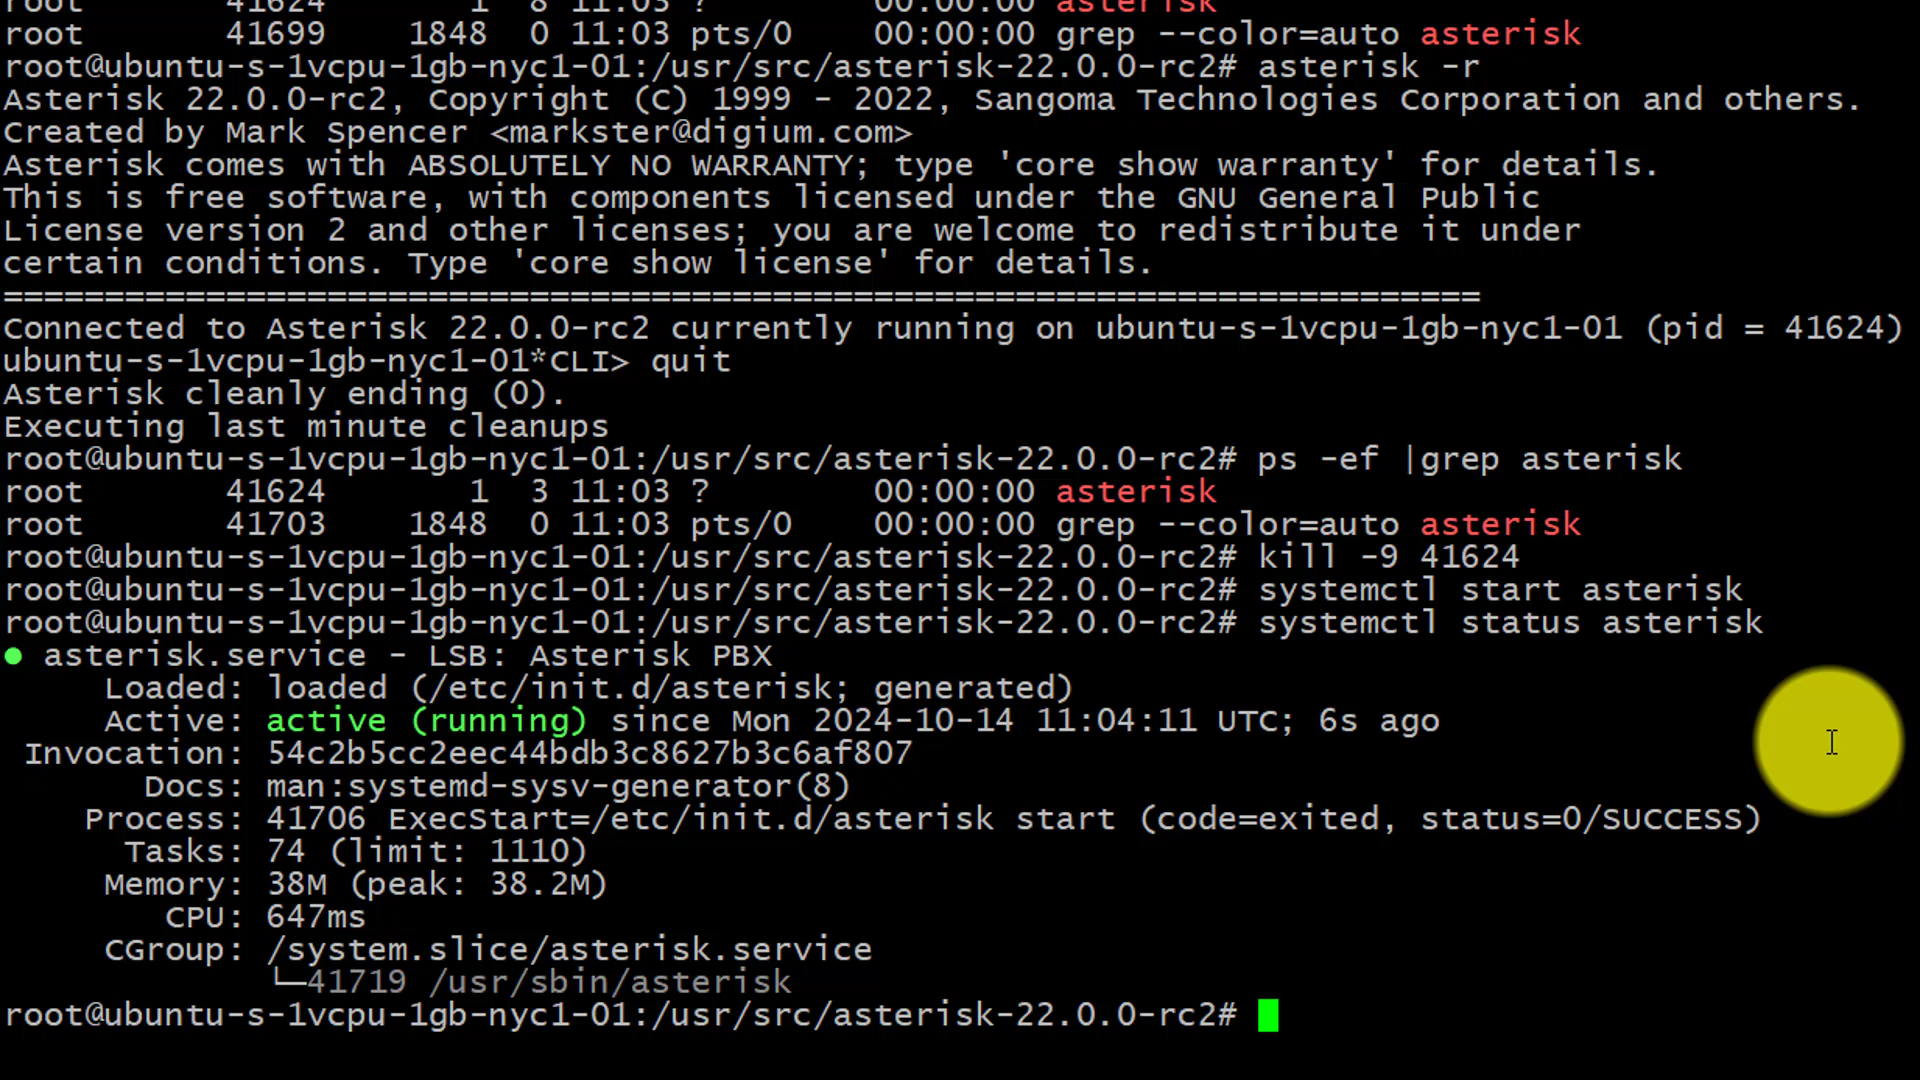 root       41624       1  8 11:03 ?        00:00:00 asterisk
root       41699    1848  0 11:03 pts/0    00:00:00 grep --color=auto asterisk
root@ubuntu-s-1vcpu-1gb-nyc1-01:/usr/src/asterisk-22.0.0-rc2# asterisk -r
Asterisk 22.0.0-rc2, Copyright (C) 1999 - 2022, Sangoma Technologies Corporation and others.
Created by Mark Spencer <markster@digium.com>
Asterisk comes with ABSOLUTELY NO WARRANTY; type 'core show warranty' for details.
This is free software, with components licensed under the GNU General Public
License version 2 and other licenses; you are welcome to redistribute it under
certain conditions. Type 'core show license' for details.
=========================================================================
Connected to Asterisk 22.0.0-rc2 currently running on ubuntu-s-1vcpu-1gb-nyc1-01 (pid = 41624)
ubuntu-s-1vcpu-1gb-nyc1-01*CLI> quit
Asterisk cleanly ending (0).
Executing last minute cleanups
root@ubuntu-s-1vcpu-1gb-nyc1-01:/usr/src/asterisk-22.0.0-rc2# ps -ef |grep asterisk
root       41624       1  3 11:03 ?        00:00:00 asterisk
root       41703    1848  0 11:03 pts/0    00:00:00 grep --color=auto asterisk
root@ubuntu-s-1vcpu-1gb-nyc1-01:/usr/src/asterisk-22.0.0-rc2# kill -9 41624
root@ubuntu-s-1vcpu-1gb-nyc1-01:/usr/src/asterisk-22.0.0-rc2# systemctl start asterisk
root@ubuntu-s-1vcpu-1gb-nyc1-01:/usr/src/asterisk-22.0.0-rc2# systemctl status asterisk
● asterisk.service - LSB: Asterisk PBX
     Loaded: loaded (/etc/init.d/asterisk; generated)
     Active: active (running) since Mon 2024-10-14 11:04:11 UTC; 6s ago
 Invocation: 54c2b5cc2eec44bdb3c8627b3c6af807
       Docs: man:systemd-sysv-generator(8)
    Process: 41706 ExecStart=/etc/init.d/asterisk start (code=exited, status=0/SUCCESS)
      Tasks: 74 (limit: 1110)
     Memory: 38M (peak: 38.2M)
        CPU: 647ms
     CGroup: /system.slice/asterisk.service
             └─41719 /usr/sbin/asterisk
root@ubuntu-s-1vcpu-1gb-nyc1-01:/usr/src/asterisk-22.0.0-rc2#